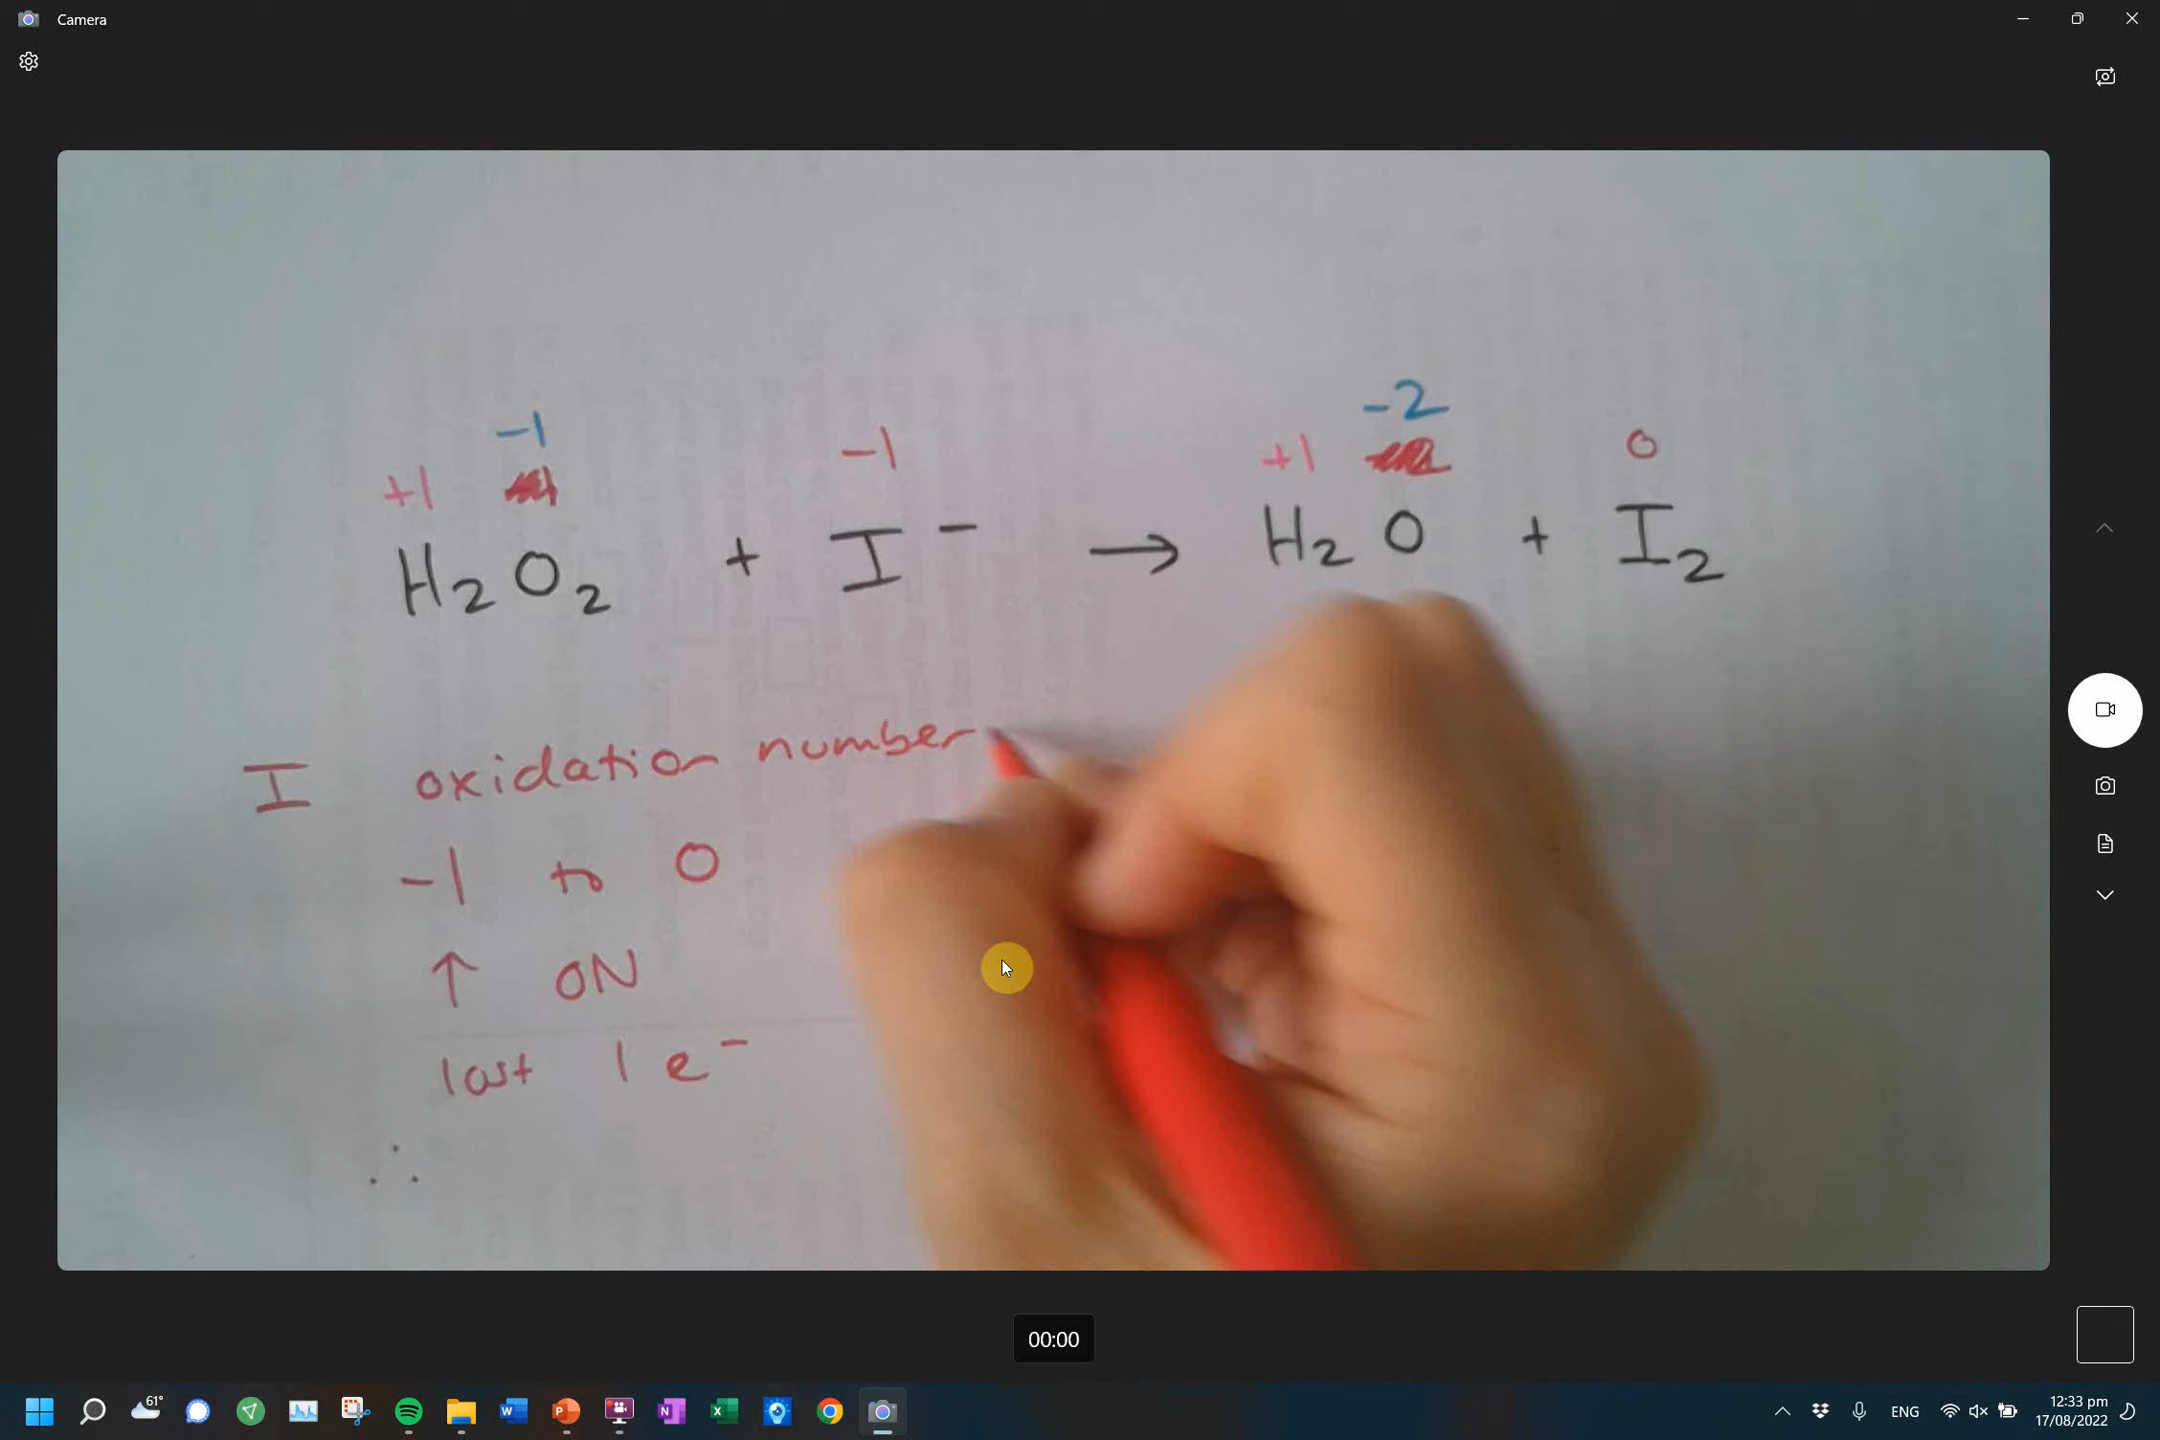 Camera
-1 -1 -2
+1 +1 0
H₂O₂ + I⁻ → H₂O + I₂
I oxidation number
-1 to 0
↑ ON
lost 1 e⁻
∴
00:00
61° ENG 12:33 pm
17/08/2022